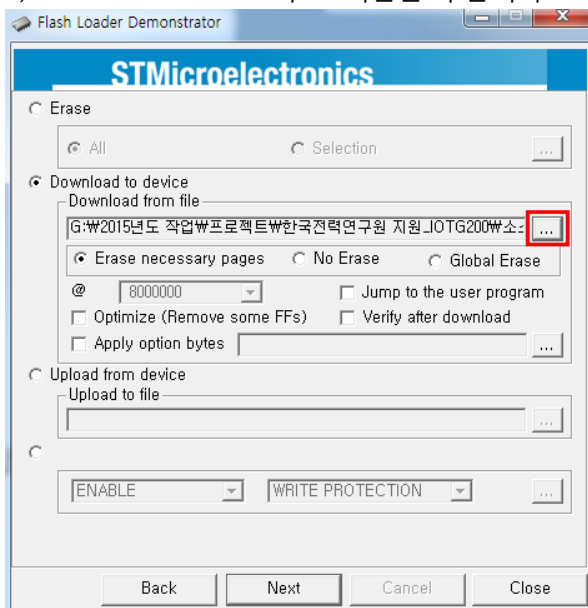 Flash Loader Demonstrator
STMicroelectronics
Erase
All Selection ...
Download to device
Download from file
G:₩2015년도 작업₩프로젝트₩한국전력연구원 지원_IOTG200₩소 ...
Erase necessary pages No Erase Global Erase
@ 8000000 Jump to the user program
Optimize (Remove some FFs) Verify after download
Apply option bytes ...
Upload from device
Upload to file
...
ENABLE WRITE PROTECTION ...
Back Next Cancel Close